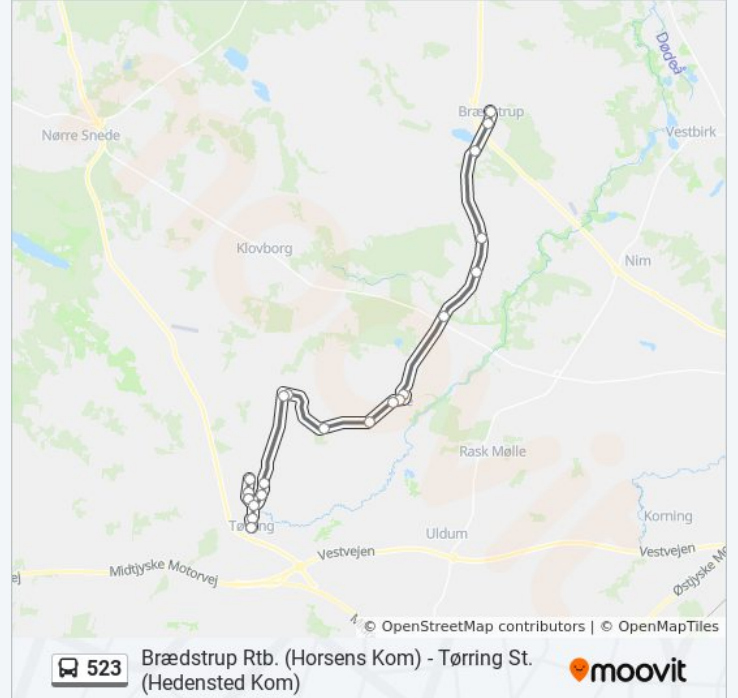 Dødeå
Brædstrup
Nørre Snede
Vestbirk
Klovborg
Nim
Rask Mølle
Korning
Tørring
Uldum
Vestvejen
Vestvejen
Midtjyske Motorvej
© OpenStreetMap contributors | © OpenMapTiles
523
Brædstrup Rtb. (Horsens Kom) - Tørring St.
(Hedensted Kom)
moovit